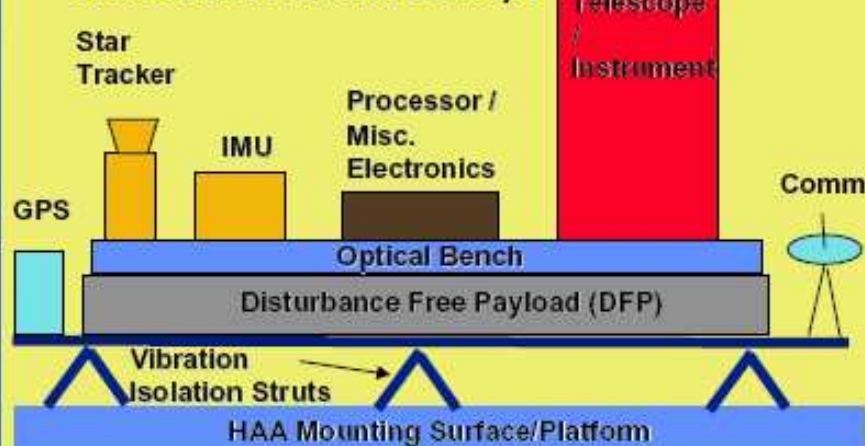 Telescope
/
Instrument
Star
Tracker
Processor /
Misc.
Electronics
IMU
Comm
GPS
Optical Bench
Disturbance Free Payload (DFP)
Vibration
Isolation Struts
HAA Mounting Surface/Platform